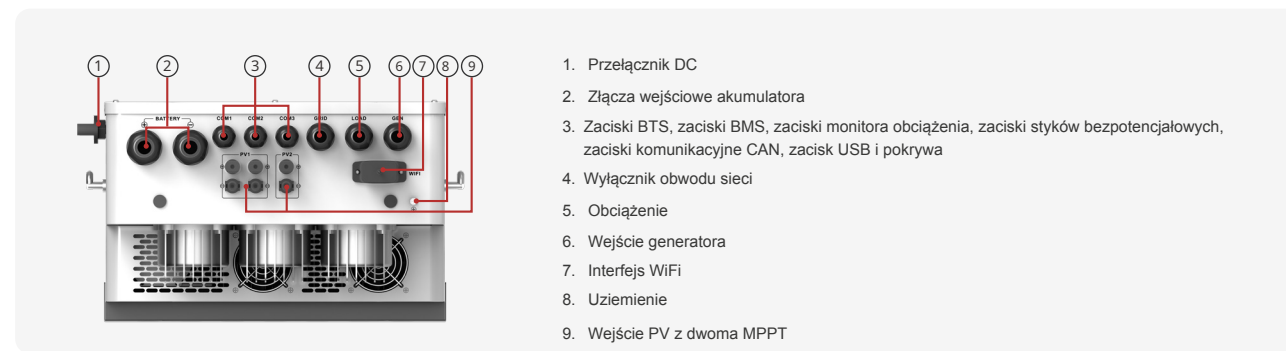 1 2 3 4 5 6 7 8 9
+ BATTERY −
COM1 COM2 COM3 GRID LOAD GEN
PV1 PV2
WIFI
1. Przełącznik DC
2. Złącza wejściowe akumulatora
3. Zaciski BTS, zaciski BMS, zaciski monitora obciążenia, zaciski styków bezpotencjałowych,
zaciski komunikacyjne CAN, zacisk USB i pokrywa
4. Wyłącznik obwodu sieci
5. Obciążenie
6. Wejście generatora
7. Interfejs WiFi
8. Uziemienie
9. Wejście PV z dwoma MPPT